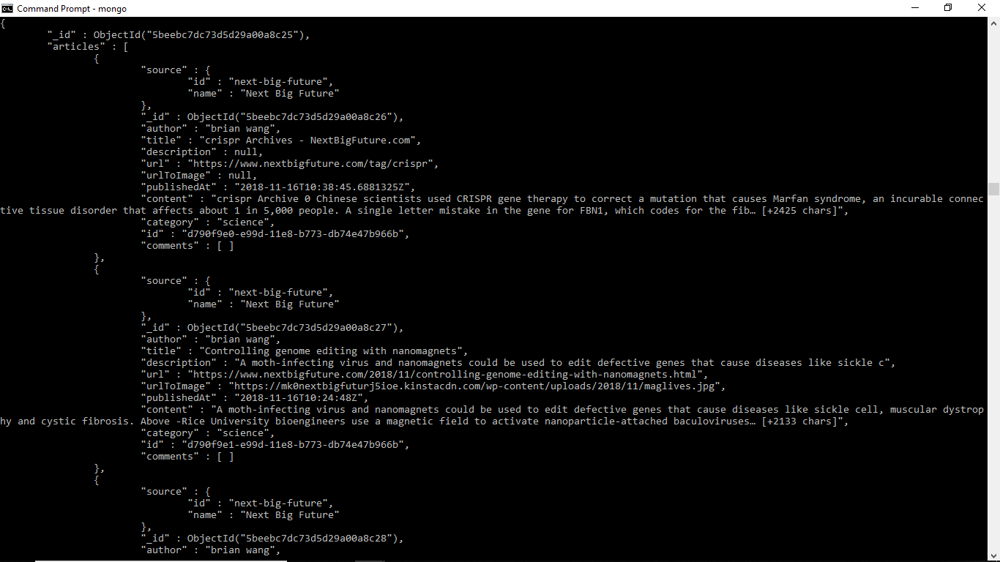 Command Prompt - mongo
{
"_id" : ObjectId("5beebc7dc73d5d29a00a8c25"),
"articles" : [
{
"source" : {
"id" : "next-big-future",
"name" : "Next Big Future"
},
"_id" : ObjectId("5beebc7dc73d5d29a00a8c26"),
"author" : "brian wang",
"title" : "crispr Archives - NextBigFuture.com",
"description" : null,
"url" : "https://www.nextbigfuture.com/tag/crispr",
"urlToImage" : null,
"publishedAt" : "2018-11-16T10:38:45.6881325Z",
"content" : "crispr Archive 0 Chinese scientists used CRISPR gene therapy to correct a mutation that causes Marfan syndrome, an incurable connec
tive tissue disorder that affects about 1 in 5,000 people. A single letter mistake in the gene for FBN1, which codes for the fib… [+2425 chars]",
"category" : "science",
"id" : "d790f9e0-e99d-11e8-b773-db74e47b966b",
"comments" : [ ]
},
{
"source" : {
"id" : "next-big-future",
"name" : "Next Big Future"
},
"_id" : ObjectId("5beebc7dc73d5d29a00a8c27"),
"author" : "brian wang",
"title" : "Controlling genome editing with nanomagnets",
"description" : "A moth-infecting virus and nanomagnets could be used to edit defective genes that cause diseases like sickle c",
"url" : "https://www.nextbigfuture.com/2018/11/controlling-genome-editing-with-nanomagnets.html",
"urlToImage" : "https://mk0nextbigfuturj5ioe.kinstacdn.com/wp-content/uploads/2018/11/maglives.jpg",
"publishedAt" : "2018-11-16T10:24:48Z",
"content" : "A moth-infecting virus and nanomagnets could be used to edit defective genes that cause diseases like sickle cell, muscular dystrop
hy and cystic fibrosis. Above -Rice University bioengineers use a magnetic field to activate nanoparticle-attached baculoviruses… [+2133 chars]",
"category" : "science",
"id" : "d790f9e1-e99d-11e8-b773-db74e47b966b",
"comments" : [ ]
},
{
"source" : {
"id" : "next-big-future",
"name" : "Next Big Future"
},
"_id" : ObjectId("5beebc7dc73d5d29a00a8c28"),
"author" : "brian wang",